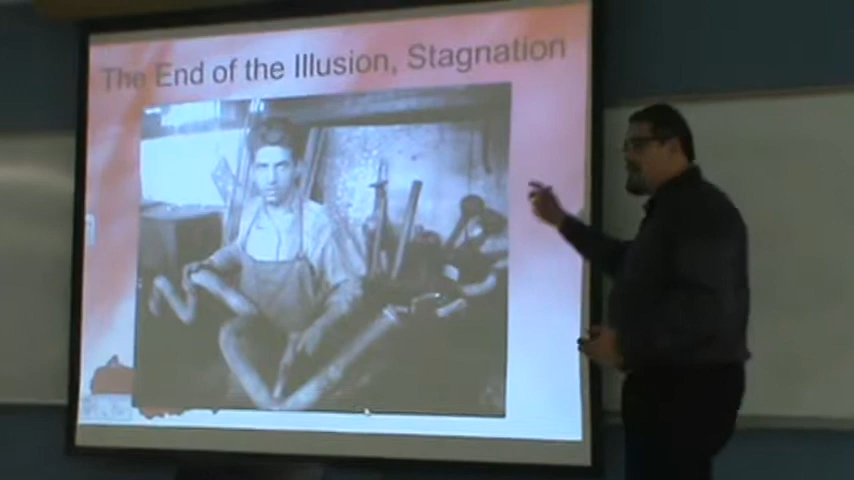 The End of the Illusion, Stagnation